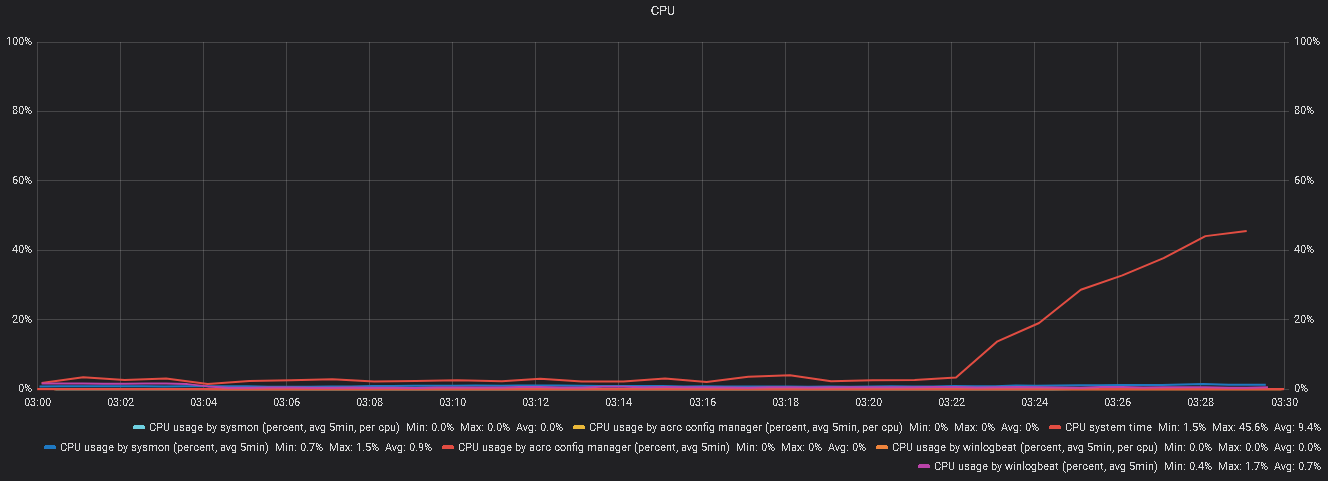 CPU
100% 100%
80% 80%
60% 60%
40% 40%
20% 20%
0% 0%
03:00 03:02 03:04 03:06 03:08 03:10 03:12 03:14 03:16 03:18 03:20 03:22 03:24 03:26 03:28 03:30
CPU usage by sysmon (percent, avg 5min, per cpu) Min: 0.0% Max: 0.0% Avg: 0.0% CPU usage by acrc config manager (percent, avg 5min, per cpu) Min: 0% Max: 0% Avg: 0% CPU system time Min: 1.5% Max: 45.6% Avg: 9.4%
CPU usage by sysmon (percent, avg 5min) Min: 0.7% Max: 1.5% Avg: 0.9% CPU usage by acrc config manager (percent, avg 5min) Min: 0% Max: 0% Avg: 0% CPU usage by winlogbeat (percent, avg 5min, per cpu) Min: 0.0% Max: 0.0% Avg: 0.0%
CPU usage by winlogbeat (percent, avg 5min) Min: 0.4% Max: 1.7% Avg: 0.7%